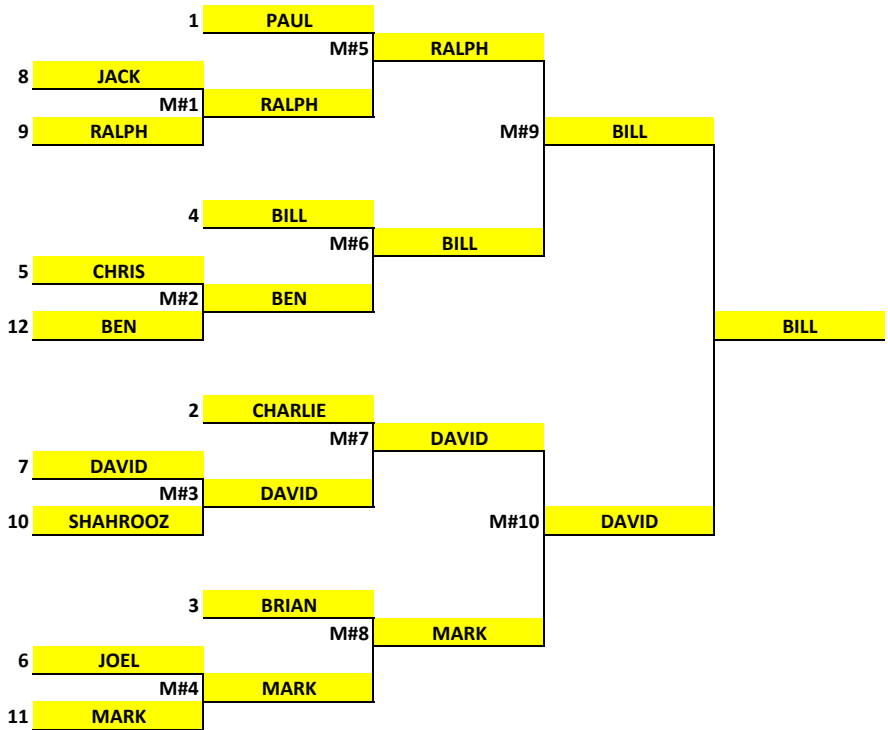 1 PAUL
M#5 RALPH
8 JACK
M#1 RALPH
9 RALPH
M#9 BILL
4 BILL
M#6 BILL
5 CHRIS
M#2 BEN
12 BEN
BILL
2 CHARLIE
M#7 DAVID
7 DAVID
M#3 DAVID
10 SHAHROOZ
M#10 DAVID
3 BRIAN
M#8 MARK
6 JOEL
M#4 MARK
11 MARK